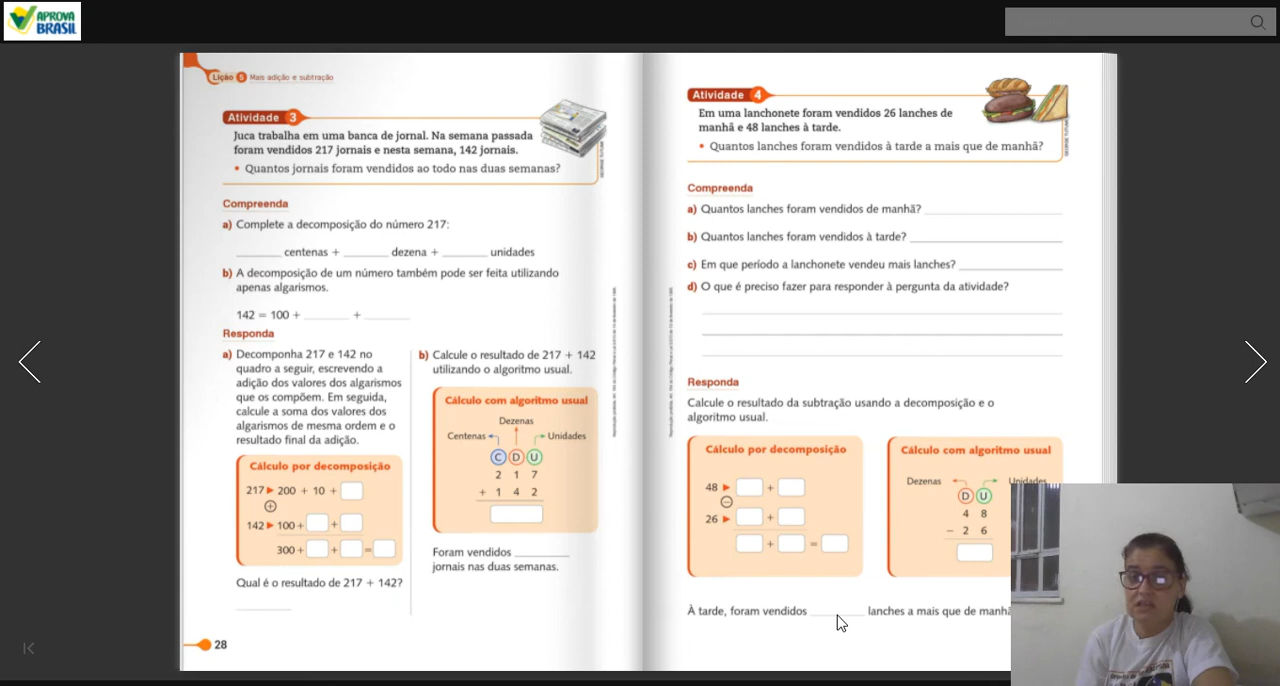 APROVA
BRASIL
Lição 5 Mais adição e subtração
Atividade 3
Juca trabalha em uma banca de jornal. Na semana passada
foram vendidos 217 jornais e nesta semana, 142 jornais.
• Quantos jornais foram vendidos ao todo nas duas semanas?
Compreenda
a) Complete a decomposição do número 217:
______ centenas + ______ dezena + ______ unidades
b) A decomposição de um número também pode ser feita utilizando
apenas algarismos.
142 = 100 + ______ + ______
Responda
a) Decomponha 217 e 142 no
quadro a seguir, escrevendo a
adição dos valores dos algarismos
que os compõem. Em seguida,
calcule a soma dos valores dos
algarismos de mesma ordem e o
resultado final da adição.
Cálculo por decomposição
217 ► 200 + 10 +
+
142 ► 100 + +
300 + + =
Qual é o resultado de 217 + 142?
b) Calcule o resultado de 217 + 142
utilizando o algoritmo usual.
Cálculo com algoritmo usual
Dezenas
Centenas Unidades
C D U
2 1 7
+ 1 4 2
Foram vendidos ______
jornais nas duas semanas.
28
Atividade 4
Em uma lanchonete foram vendidos 26 lanches de
manhã e 48 lanches à tarde.
• Quantos lanches foram vendidos à tarde a mais que de manhã?
Compreenda
a) Quantos lanches foram vendidos de manhã?
b) Quantos lanches foram vendidos à tarde?
c) Em que período a lanchonete vendeu mais lanches?
d) O que é preciso fazer para responder à pergunta da atividade?
Responda
Calcule o resultado da subtração usando a decomposição e o
algoritmo usual.
Cálculo por decomposição
48 ► +
−
26 ► +
+ =
Cálculo com algoritmo usual
Dezenas Unidades
D U
4 8
− 2 6
À tarde, foram vendidos ______ lanches a mais que de manhã